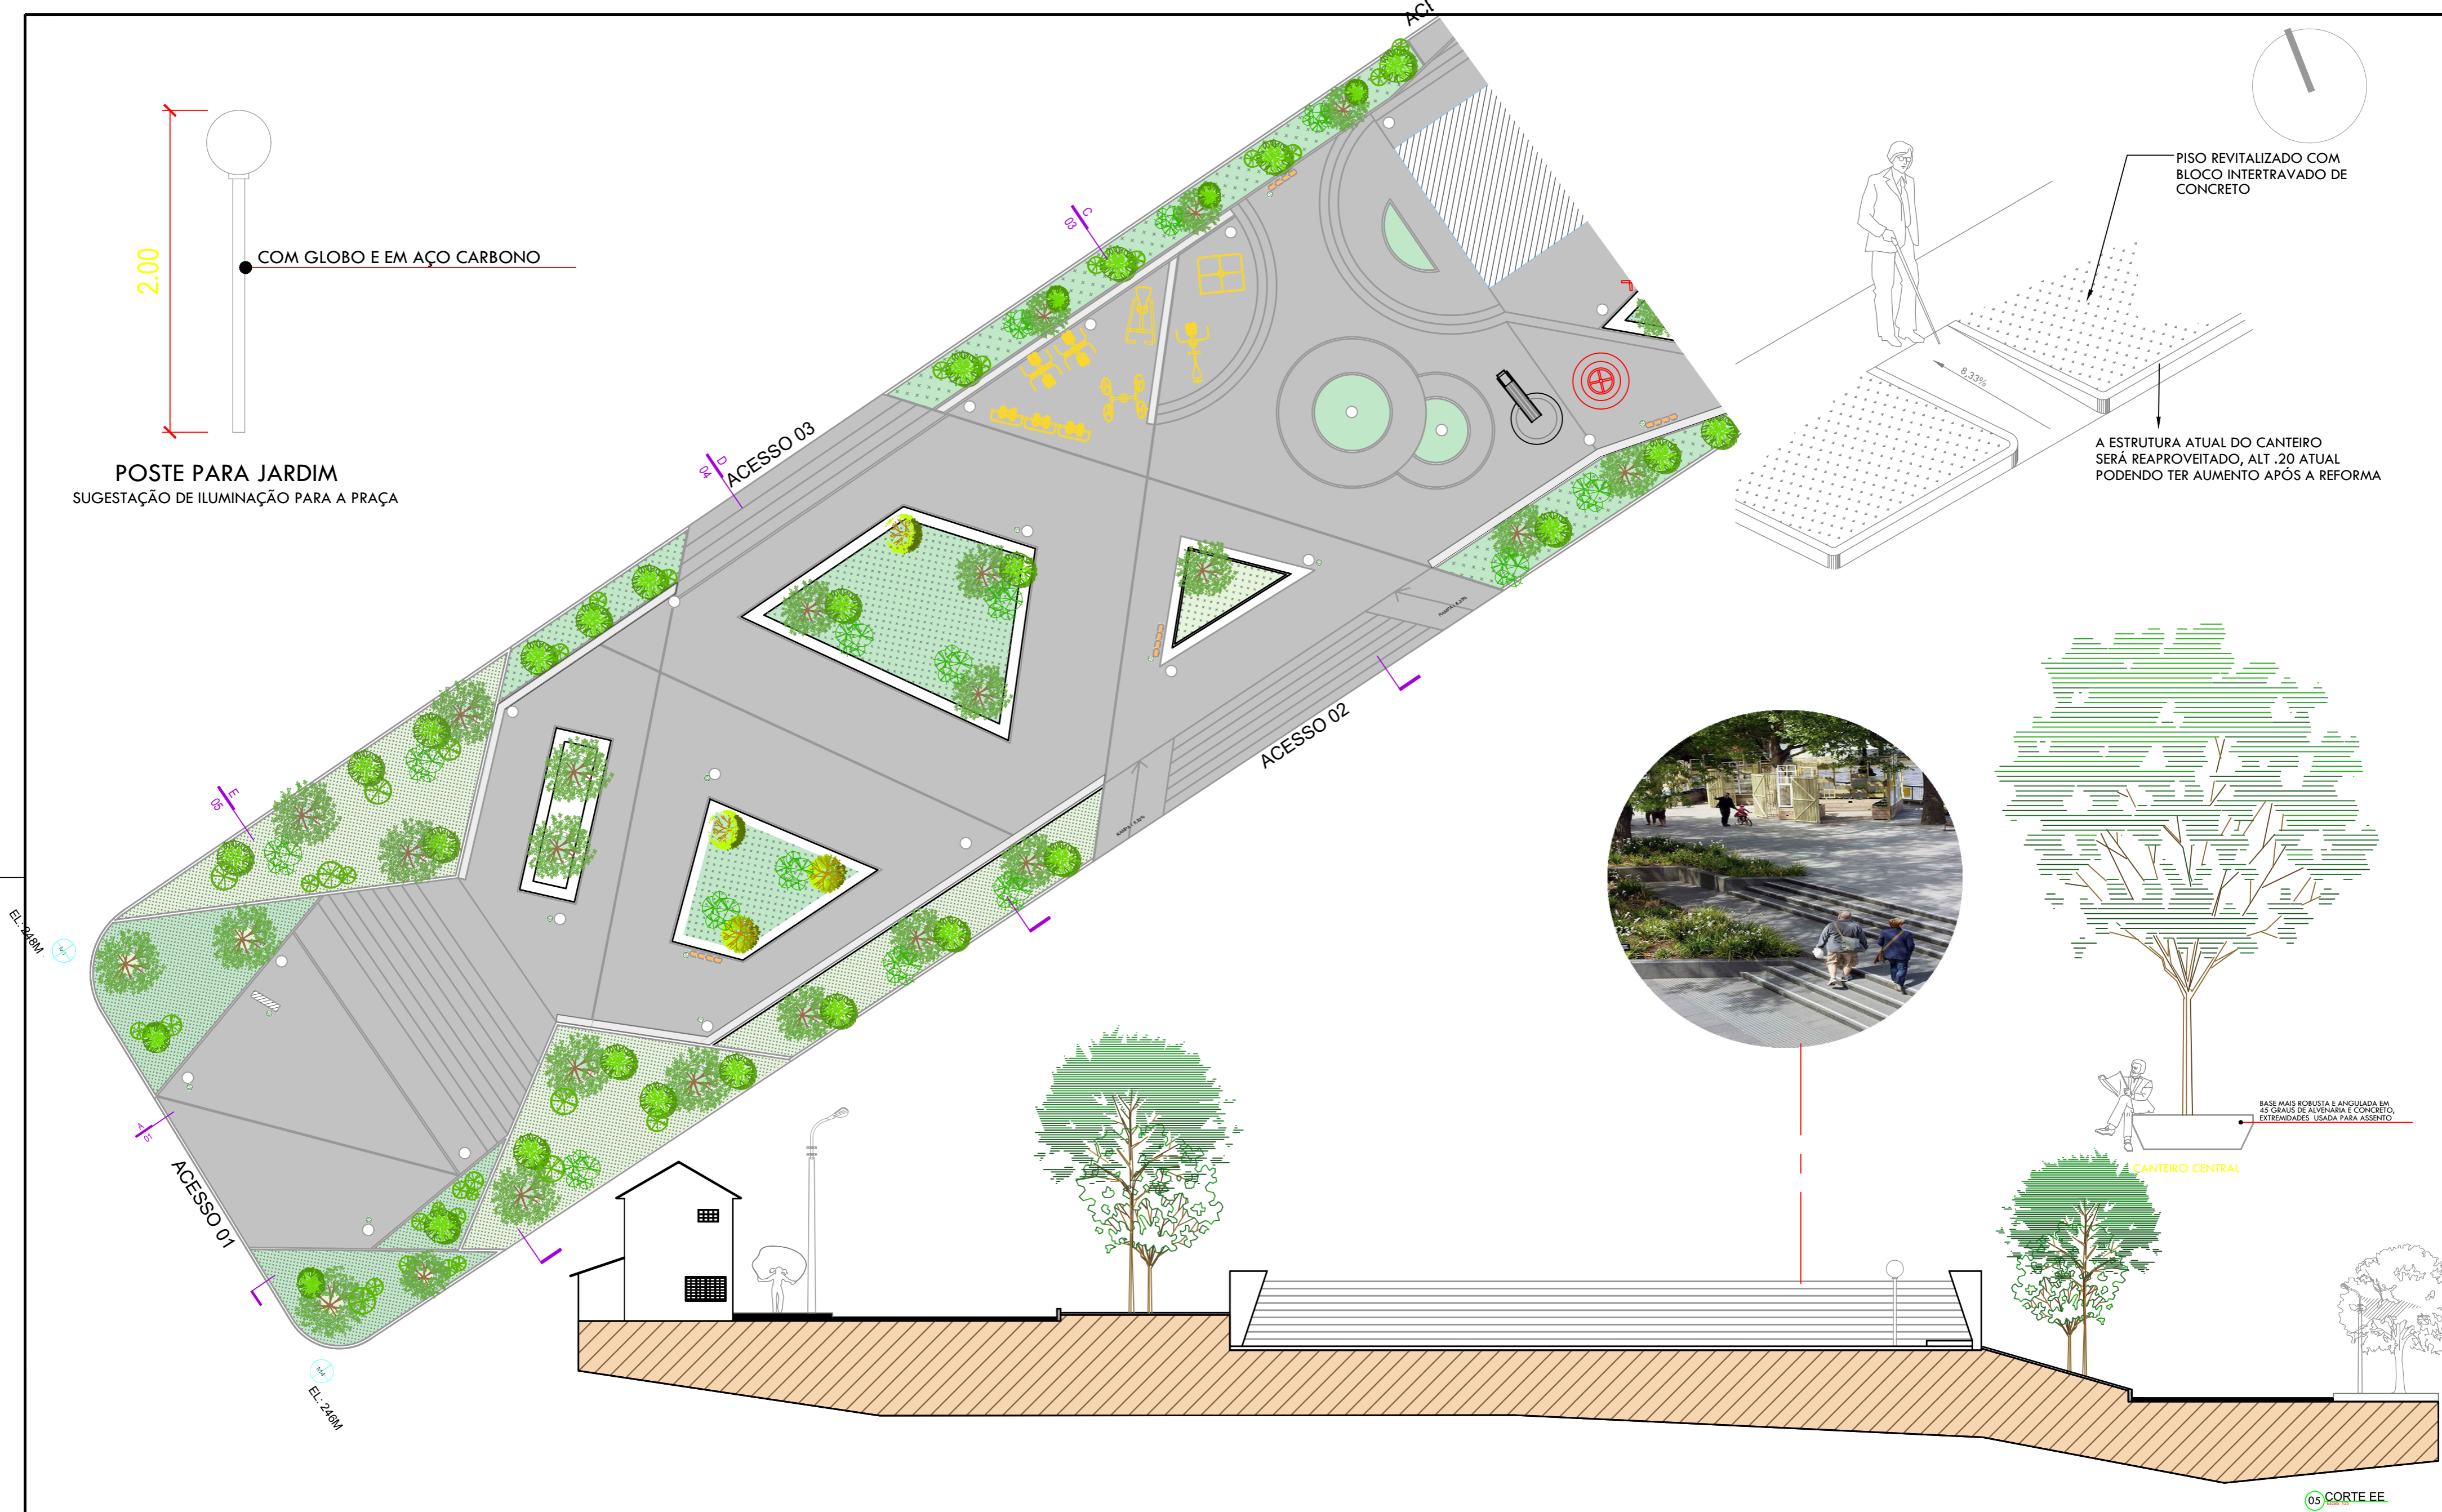 ACE
2.00
COM GLOBO E EM AÇO CARBONO
POSTE PARA JARDIM
SUGESTAÇÃO DE ILUMINAÇÃO PARA A PRAÇA
C
03
D
04
ACESSO 03
PISO REVITALIZADO COM
BLOCO INTERTRAVADO DE
CONCRETO
8,33%
A ESTRUTURA ATUAL DO CANTEIRO
SERÁ REAPROVEITADO, ALT .20 ATUAL
PODENDO TER AUMENTO APÓS A REFORMA
ACESSO 02
E
05
EL: 248M
A
01
ACESSO 01
EL: 246M
BASE MAIS ROBUSTA E ANGULADA EM
45 GRAUS DE ALVENARIA E CONCRETO,
EXTREMIDADES USADA PARA ASSENTO
CANTEIRO CENTRAL
05 CORTE EE